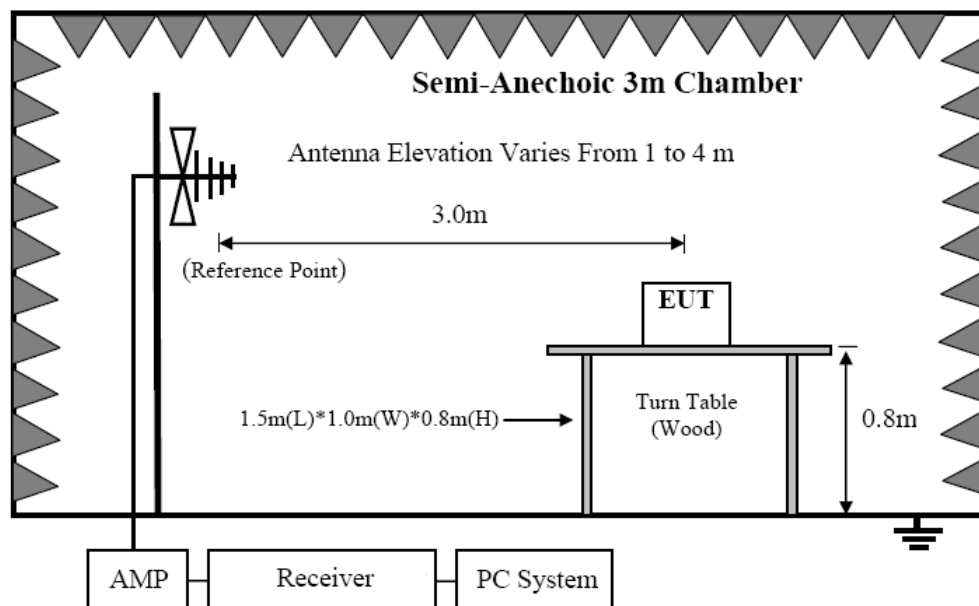 Semi-Anechoic 3m Chamber
Antenna Elevation Varies From 1 to 4 m
3.0m
(Reference Point)
EUT
1.5m(L)*1.0m(W)*0.8m(H)
Turn Table
(Wood)
0.8m
AMP
Receiver
PC System